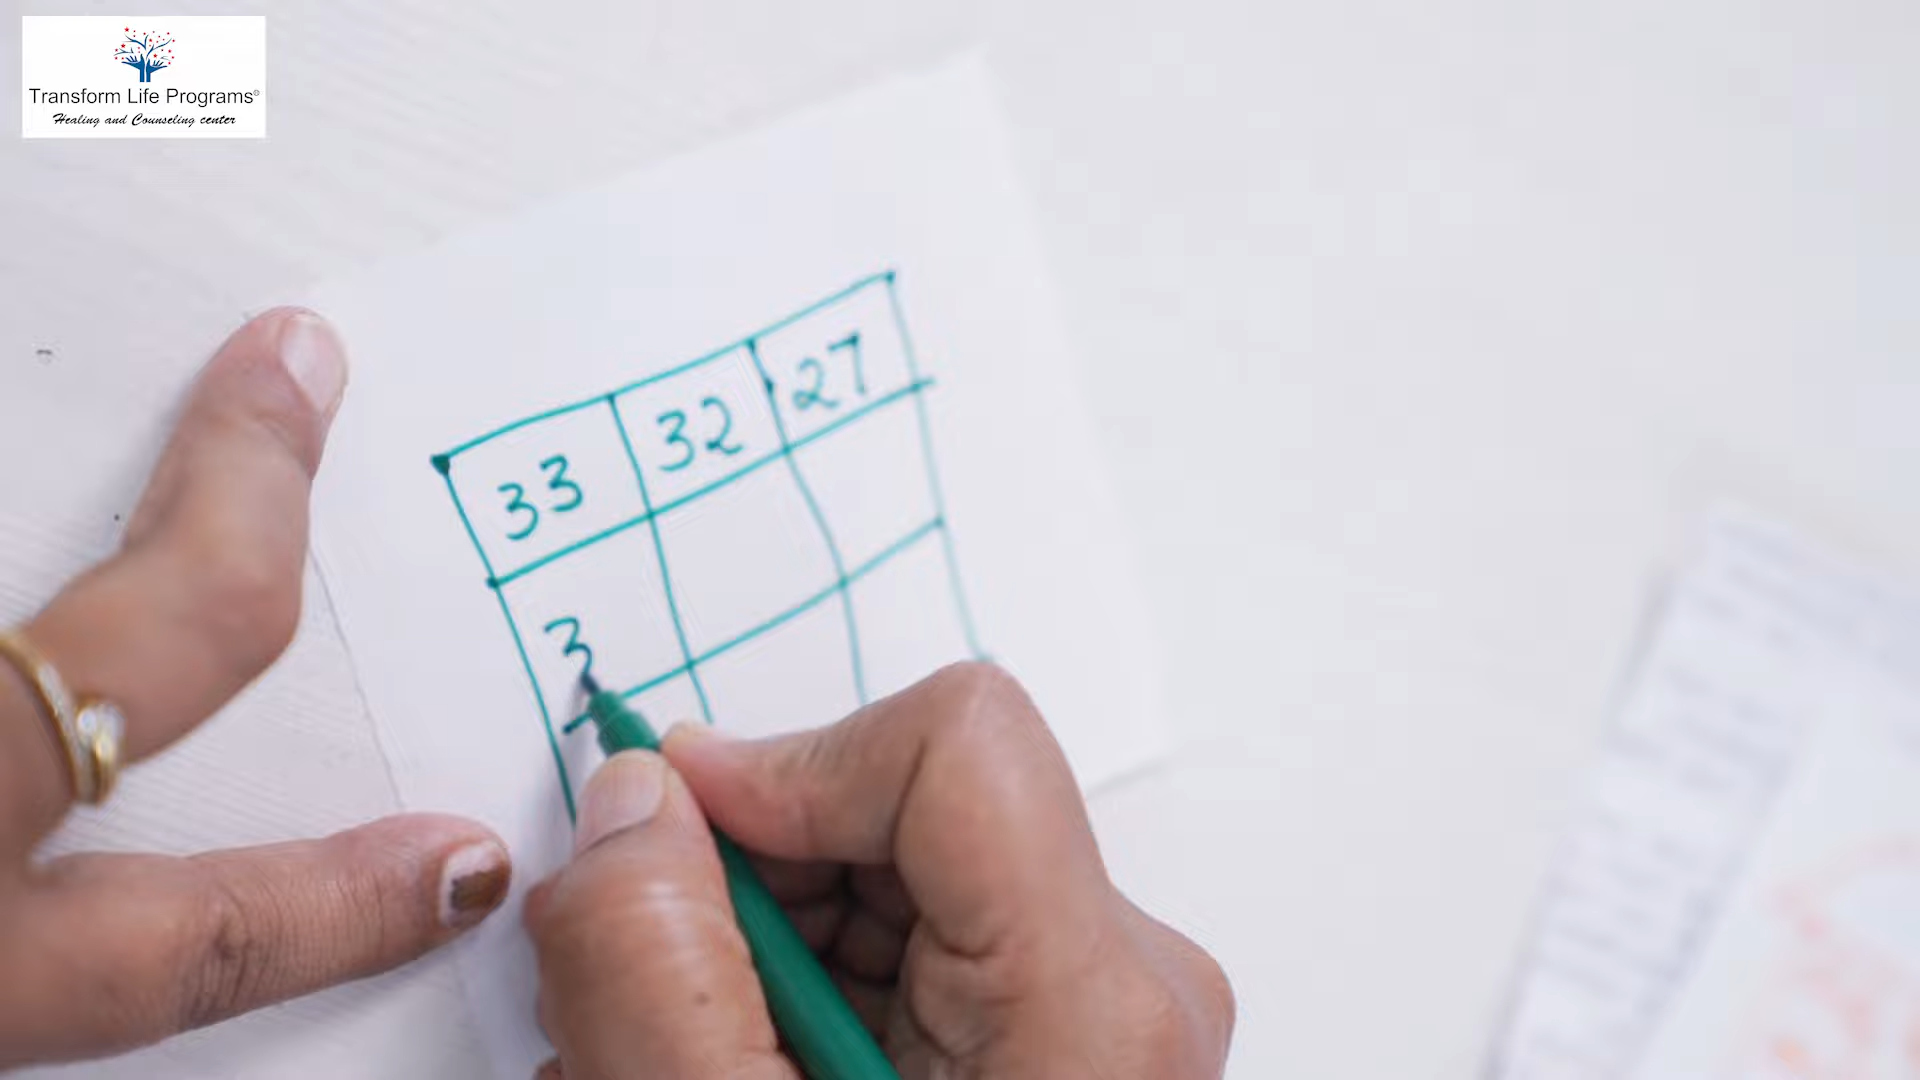 Transform Life Programs®
Healing and Counseling center
33 32 27
3